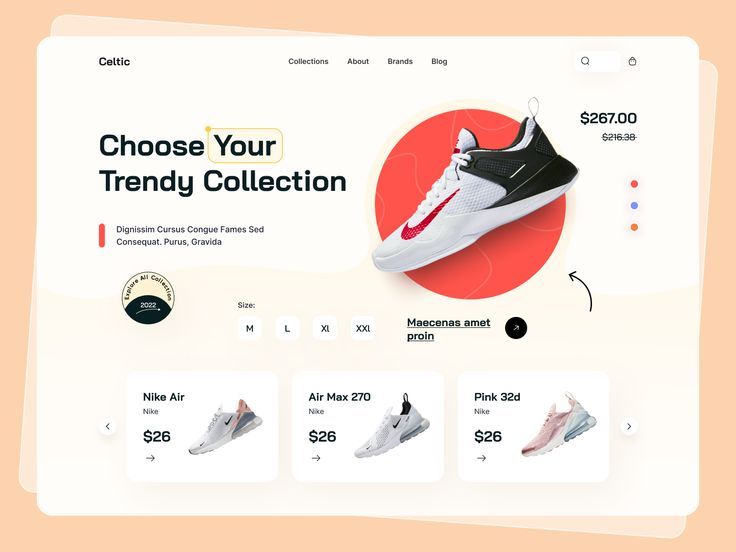 Celtic
Collections About Brands Blog
$267.00
$216.38
Choose Your
Trendy Collection
Dignissim Cursus Congue Fames Sed
Consequat. Purus, Gravida
Explore All Collection
2022
Size:
M L Xl XXl
Maecenas amet
proin
Nike Air
Nike
$26
Air Max 270
Nike
$26
Pink 32d
Nike
$26